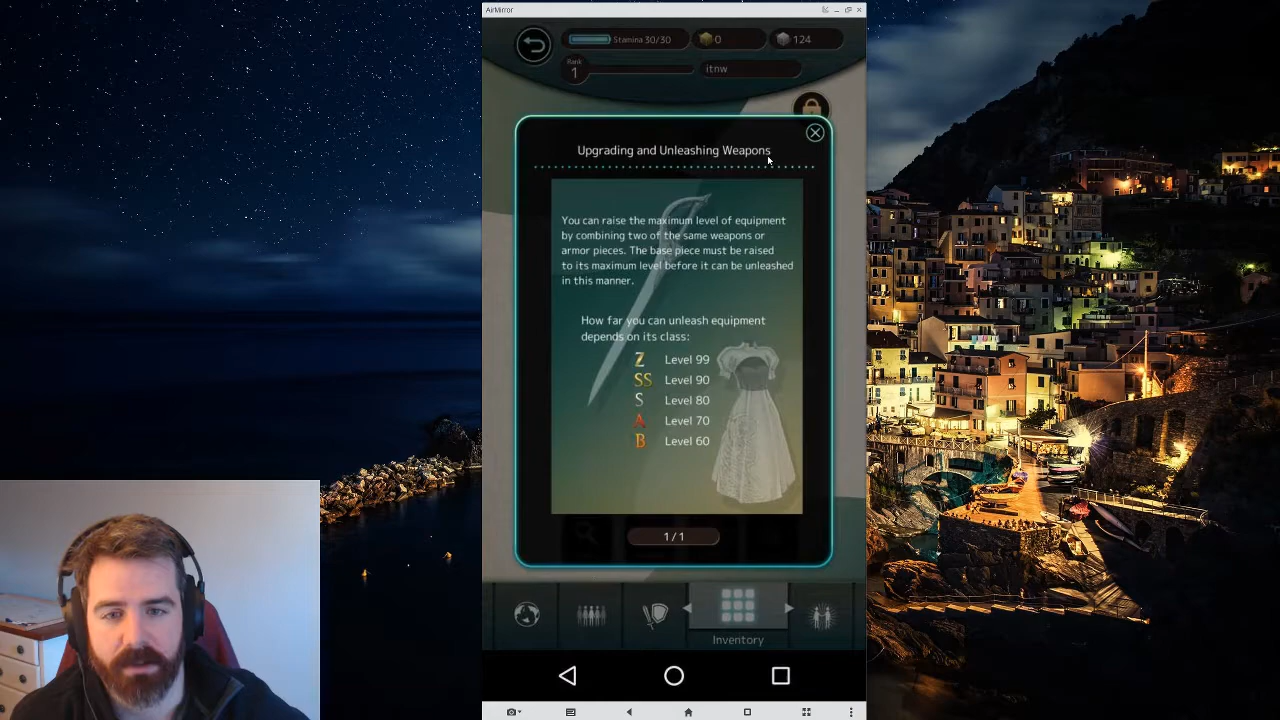 AirMirror
Stamina 30/30
0
124
Rank
1
itnw
Upgrading and Unleashing Weapons
You can raise the maximum level of equipment
by combining two of the same weapons or
armor pieces. The base piece must be raised
to its maximum level before it can be unleashed
in this manner.
How far you can unleash equipment
depends on its class:
Z Level 99
SS Level 90
S Level 80
A Level 70
B Level 60
1 / 1
Inventory